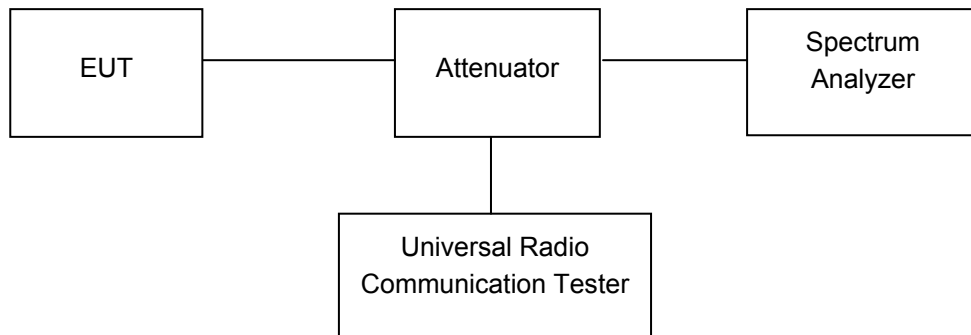 EUT
Attenuator
Spectrum
Analyzer
Universal Radio
Communication Tester